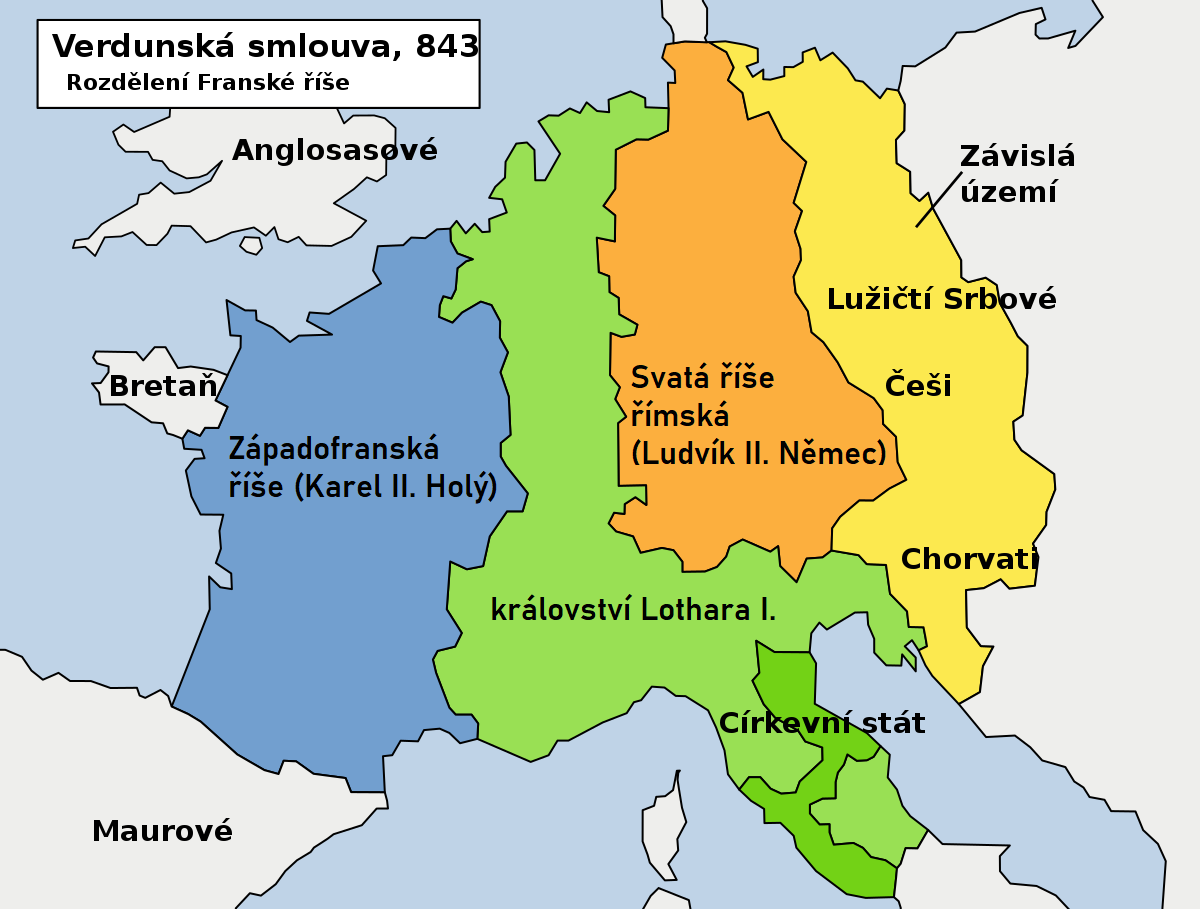 Verdunská smlouva, 843
Rozdělení Franské říše
Anglosasové
Závislá
území
Lužičtí Srbové
Bretaň
Svatá říše
římská
(Ludvík II. Němec)
Češi
Západofranská
říše (Karel II. Holý)
Chorvati
království Lothara I.
Církevní stát
Maurové